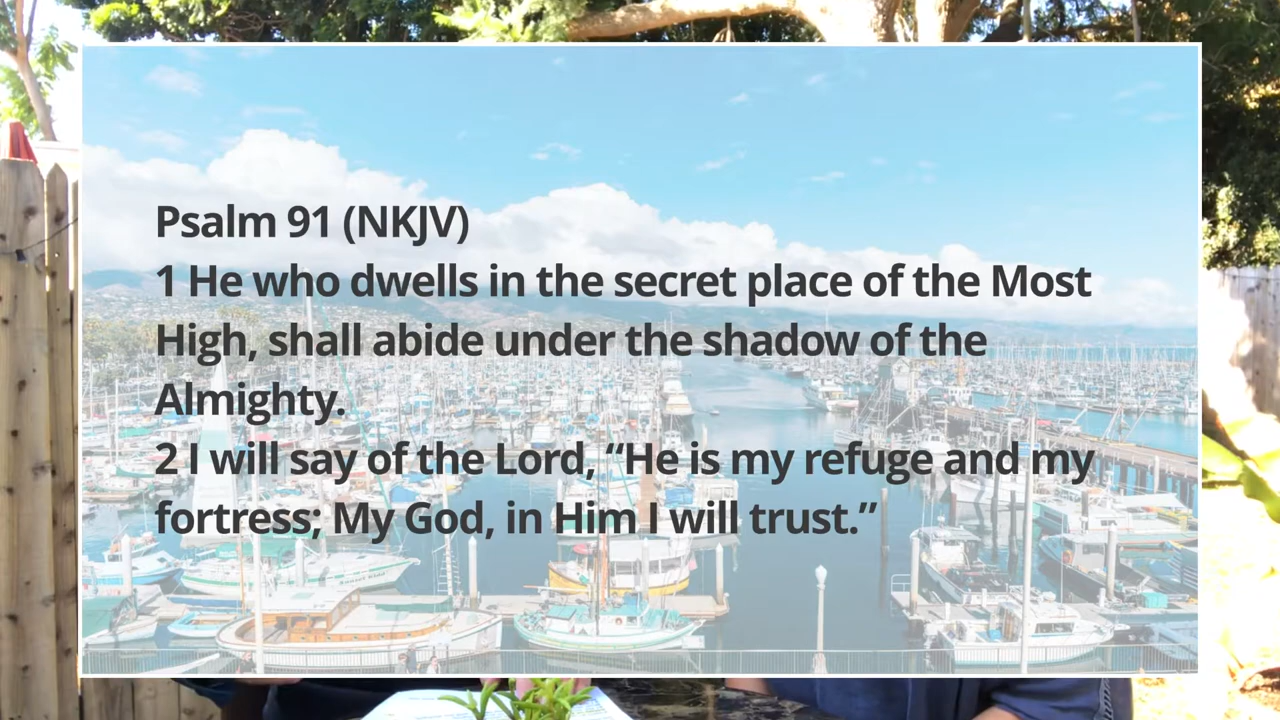 Psalm 91 (NKJV)
1 He who dwells in the secret place of the Most
High, shall abide under the shadow of the
Almighty.
2 I will say of the Lord, “He is my refuge and my
fortress; My God, in Him I will trust.”